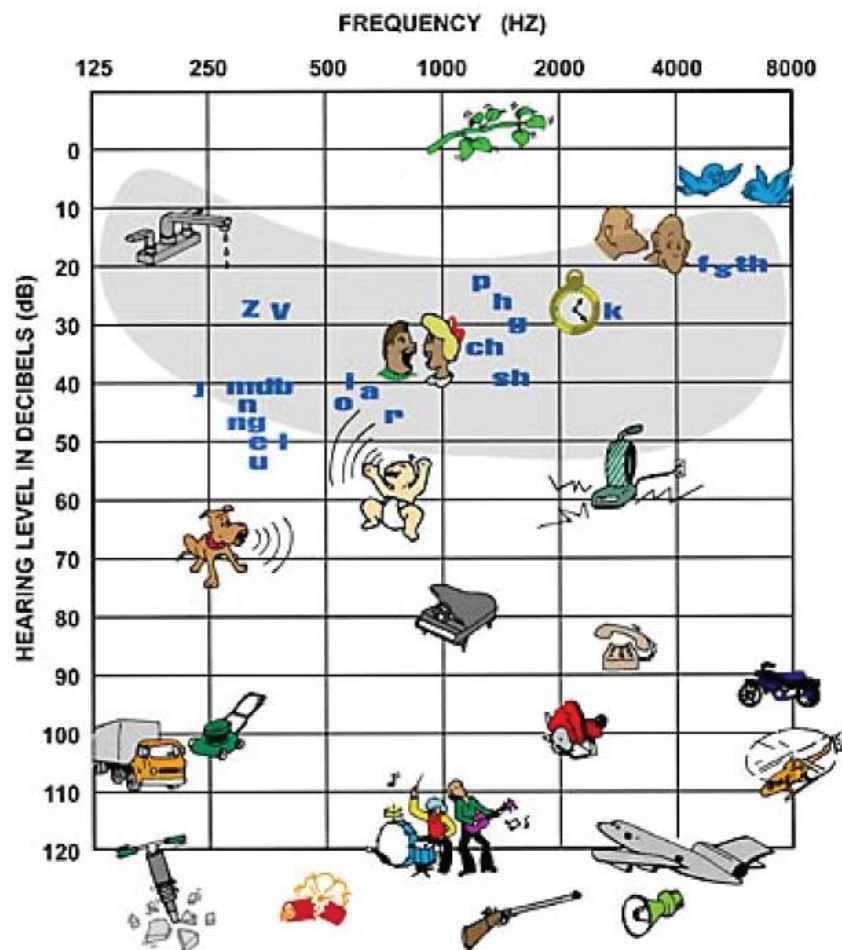 FREQUENCY (HZ)
125 250 500 1000 2000 4000 8000
HEARING LEVEL IN DECIBELS (dB)
0
10
20
30
40
50
60
70
80
90
100
110
120
f s th
p
h
z v
g
k
ch
sh
j mdb
i
a
o
n
r
ng
e l
u